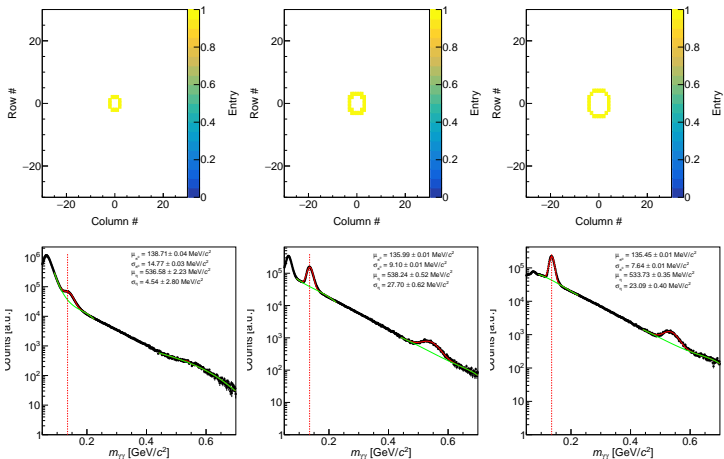 20
0
−20
Row #
−20
0
20
Column #
1
0.8
0.6
0.4
0.2
0
Entry
20
0
−20
Row #
−20
0
20
Column #
1
0.8
0.6
0.4
0.2
0
Entry
20
0
−20
Row #
−20
0
20
Column #
1
0.8
0.6
0.4
0.2
0
Entry
10⁶
10⁵
10⁴
10³
10²
10
1
Counts [a.u.]
μπ⁰ = 138.71 ± 0.04 MeV/c²
σπ⁰ = 14.77 ± 0.03 MeV/c²
μη = 536.58 ± 2.23 MeV/c²
ση = 4.54 ± 2.80 MeV/c²
0.2
0.4
0.6
mγγ [GeV/c²]
10⁵
10⁴
10³
10²
10
1
Counts [a.u.]
μπ⁰ = 135.99 ± 0.01 MeV/c²
σπ⁰ = 9.10 ± 0.01 MeV/c²
μη = 538.24 ± 0.52 MeV/c²
ση = 27.70 ± 0.62 MeV/c²
0.2
0.4
0.6
mγγ [GeV/c²]
10⁵
10⁴
10³
10²
10
1
Counts [a.u.]
μπ⁰ = 135.45 ± 0.01 MeV/c²
σπ⁰ = 7.64 ± 0.01 MeV/c²
μη = 533.73 ± 0.35 MeV/c²
ση = 23.09 ± 0.40 MeV/c²
0.2
0.4
0.6
mγγ [GeV/c²]